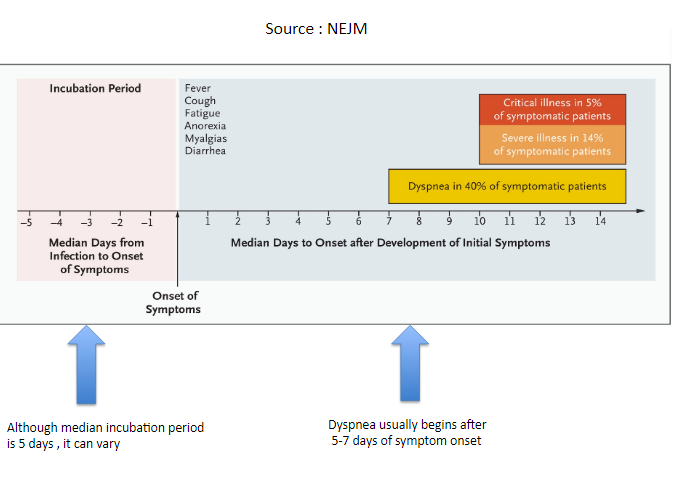 Source : NEJM
Incubation Period
Fever
Cough
Fatigue
Anorexia
Myalgias
Diarrhea
Critical illness in 5%
of symptomatic patients
Severe illness in 14%
of symptomatic patients
Dyspnea in 40% of symptomatic patients
−5 −4 −3 −2 −1 1 2 3 4 5 6 7 8 9 10 11 12 13 14
Median Days from
Infection to Onset
of Symptoms
Median Days to Onset after Development of Initial Symptoms
Onset of
Symptoms
Although median incubation period
is 5 days , it can vary
Dyspnea usually begins after
5-7 days of symptom onset